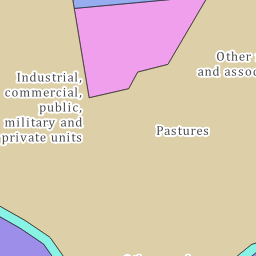 Other
and assoc
Industrial,
commercial,
public,
military and
private units
Pastures